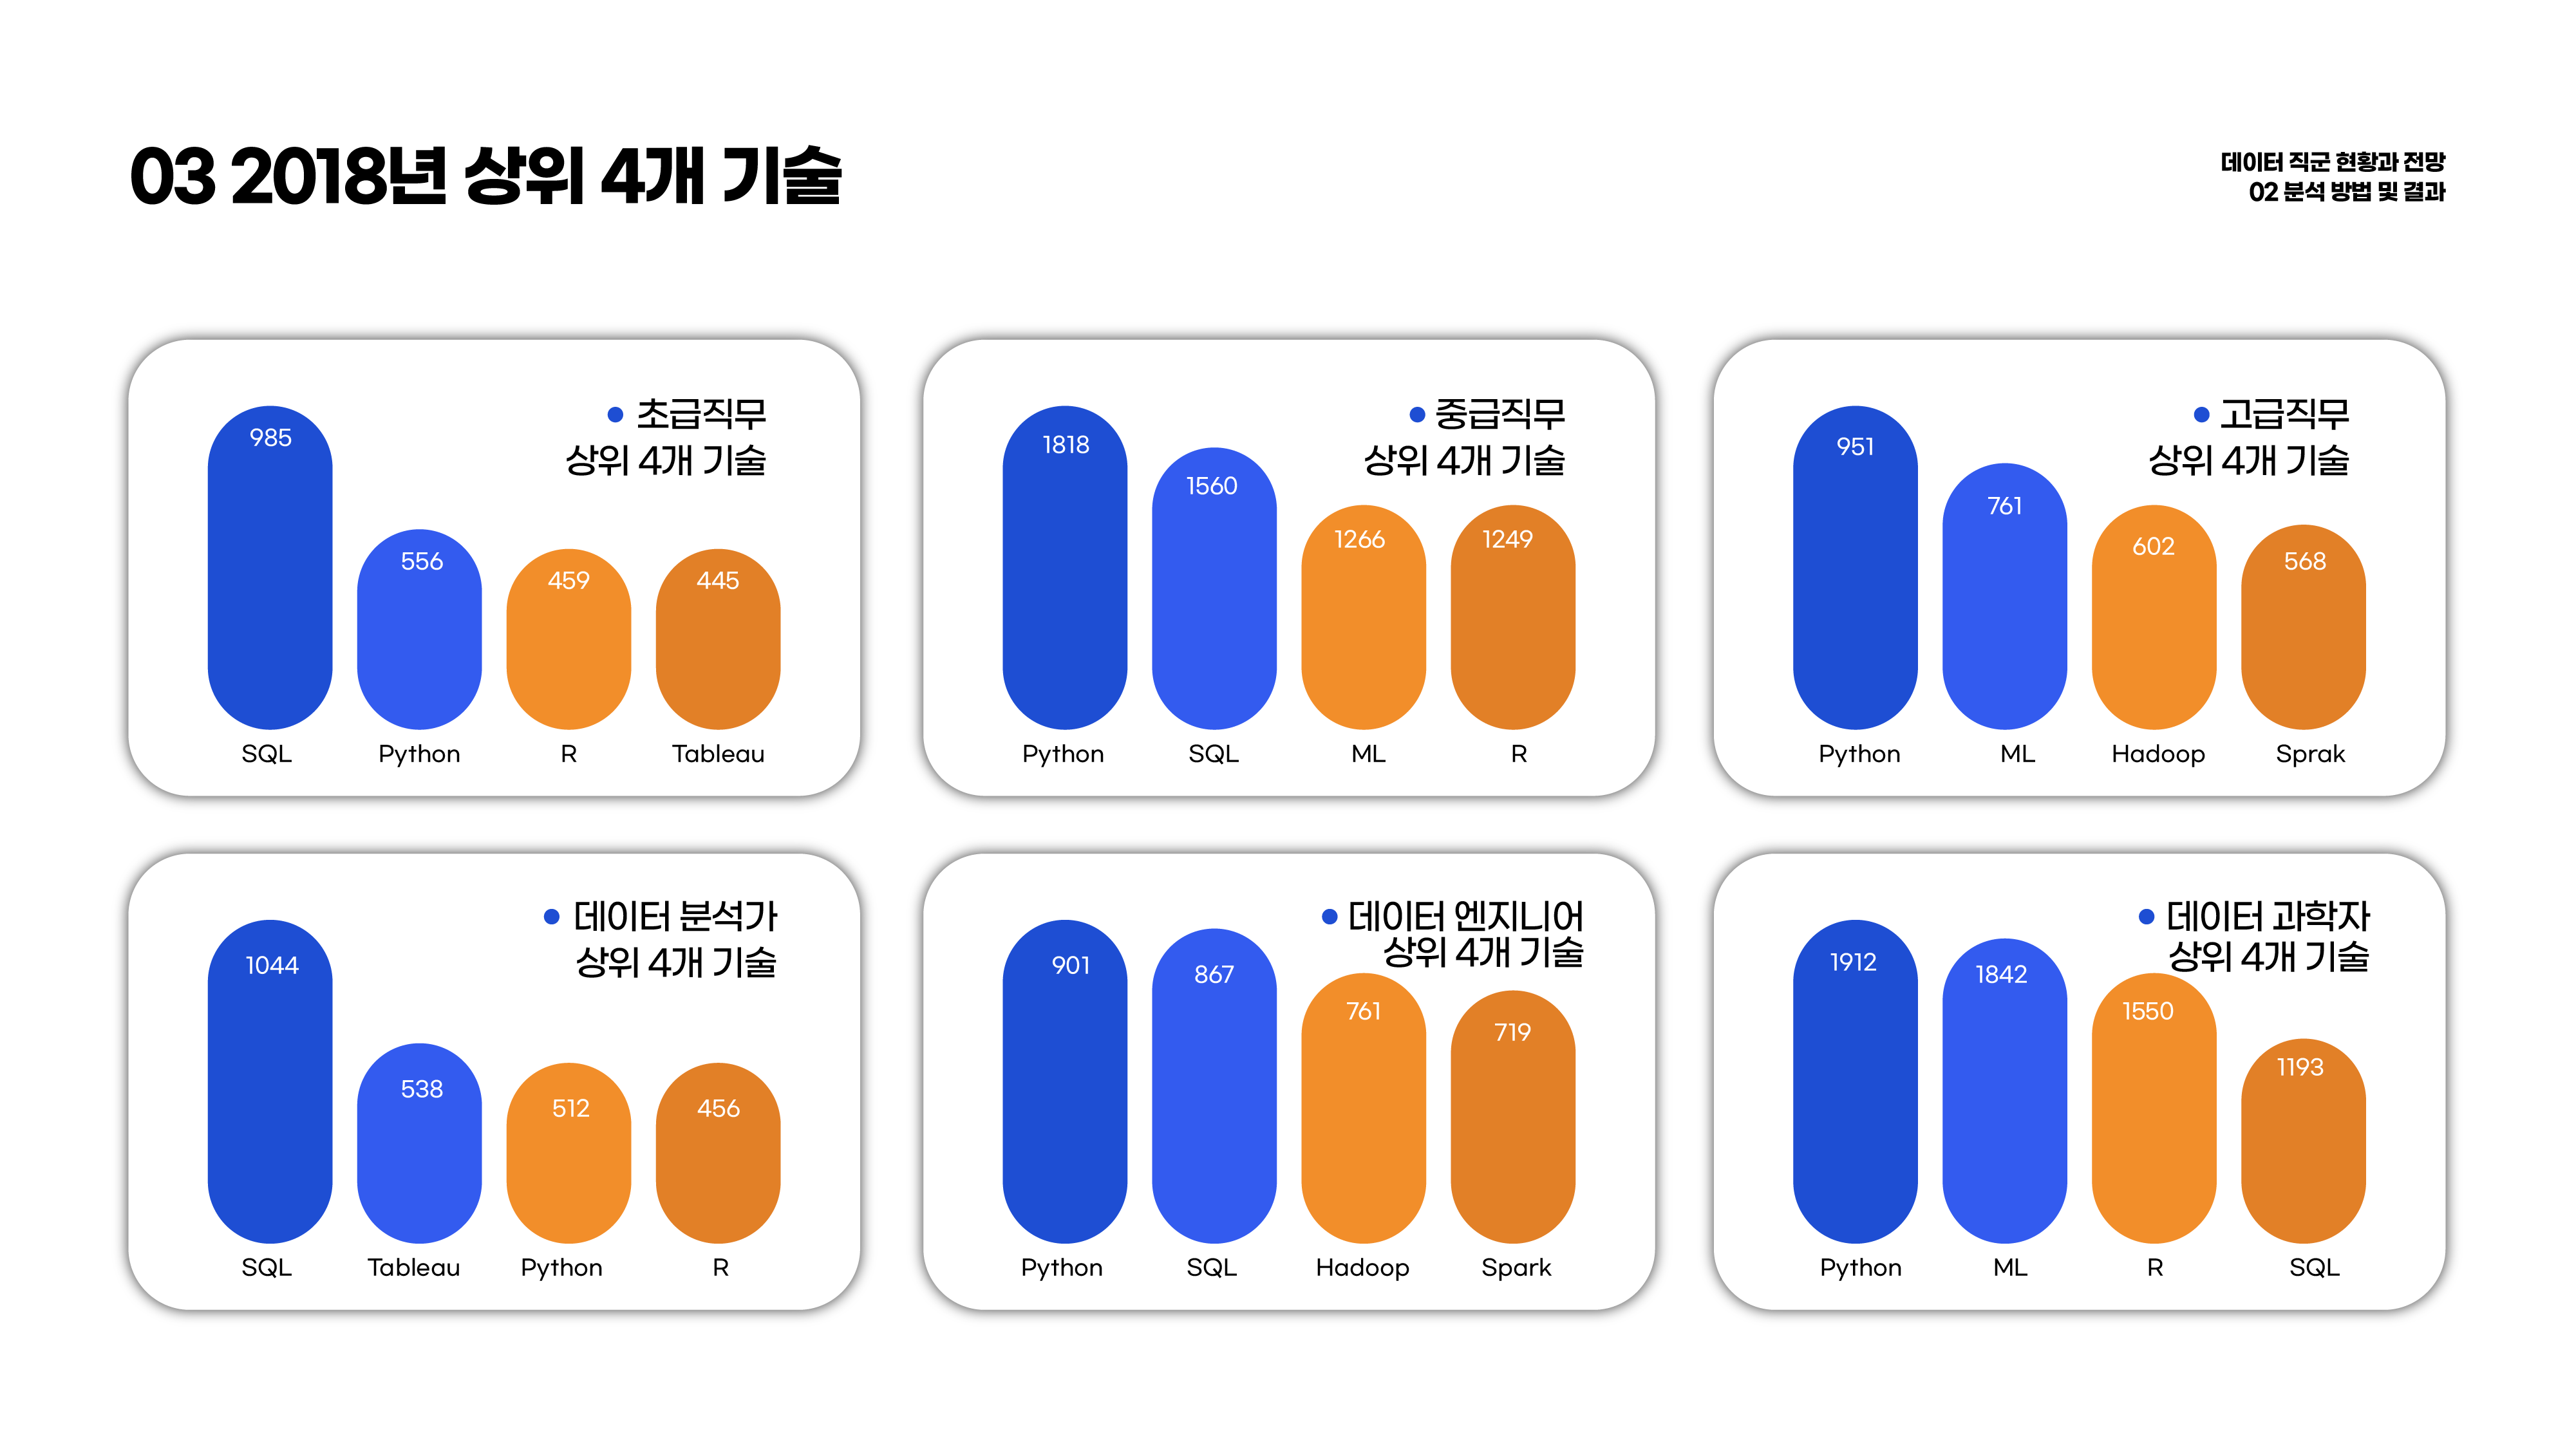 03 2018년 상위 4개 기술
데이터 직군 현황과 전망
02 분석 방법 및 결과
초급직무
상위 4개 기술
985
556
459
445
SQL Python R Tableau
중급직무
상위 4개 기술
1818
1560
1266
1249
Python SQL ML R
고급직무
상위 4개 기술
951
761
602
568
Python ML Hadoop Sprak
데이터 분석가
상위 4개 기술
1044
538
512
456
SQL Tableau Python R
데이터 엔지니어
상위 4개 기술
901
867
761
719
Python SQL Hadoop Spark
데이터 과학자
상위 4개 기술
1912
1842
1550
1193
Python ML R SQL